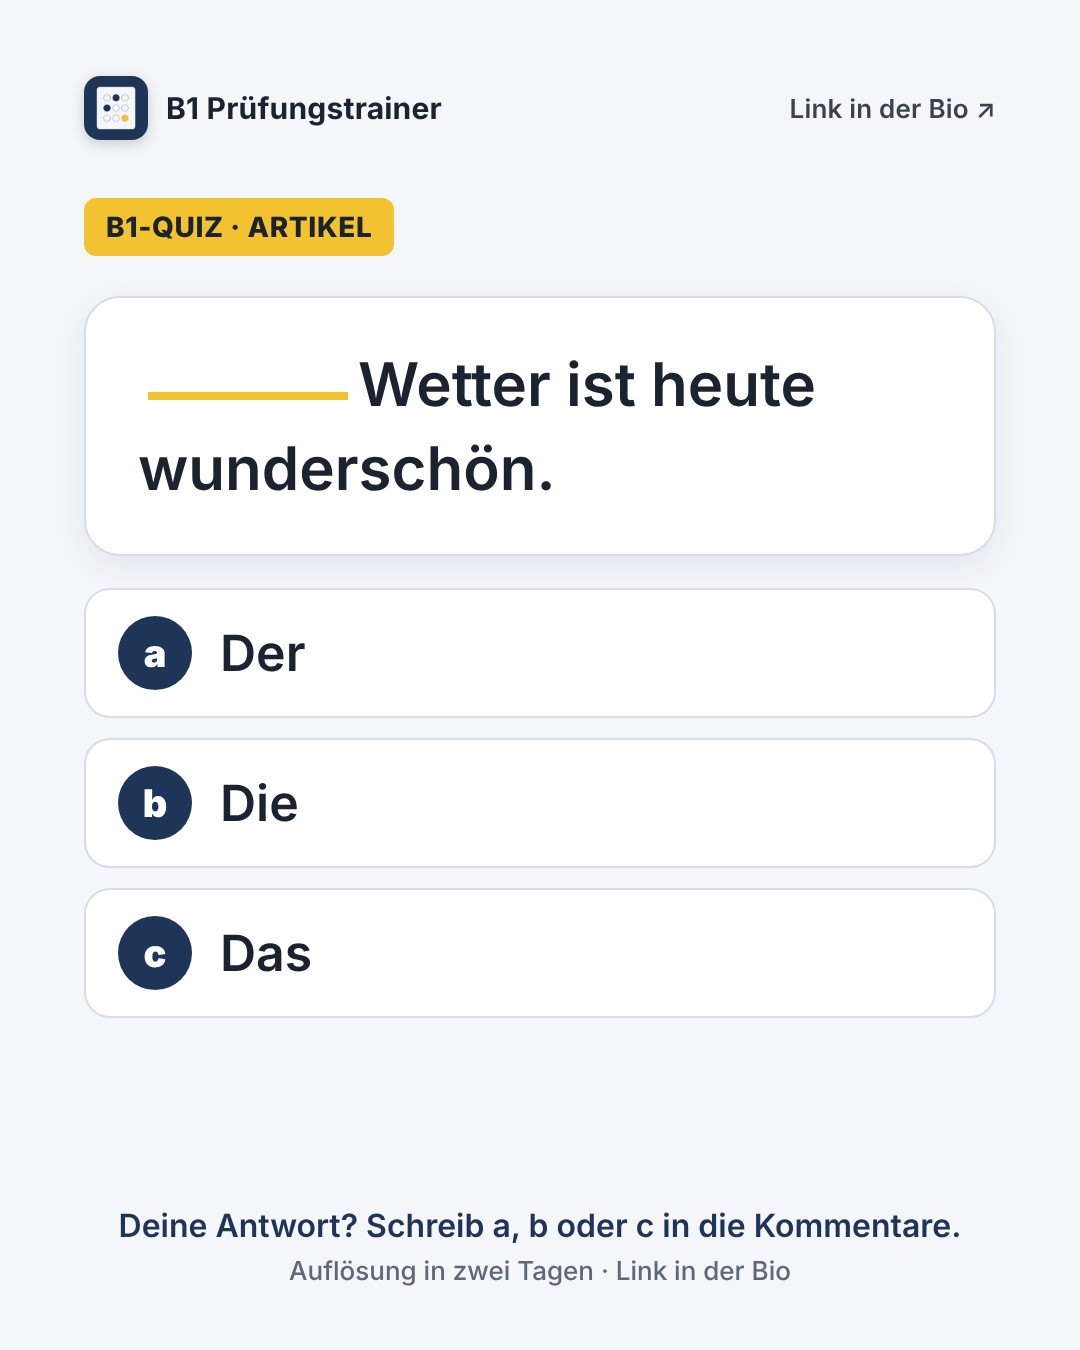 B1 Prüfungstrainer
Link in der Bio ↗
B1-QUIZ · ARTIKEL
Wetter ist heute
wunderschön.
a Der
b Die
c Das
Deine Antwort? Schreib a, b oder c in die Kommentare.
Auflösung in zwei Tagen · Link in der Bio